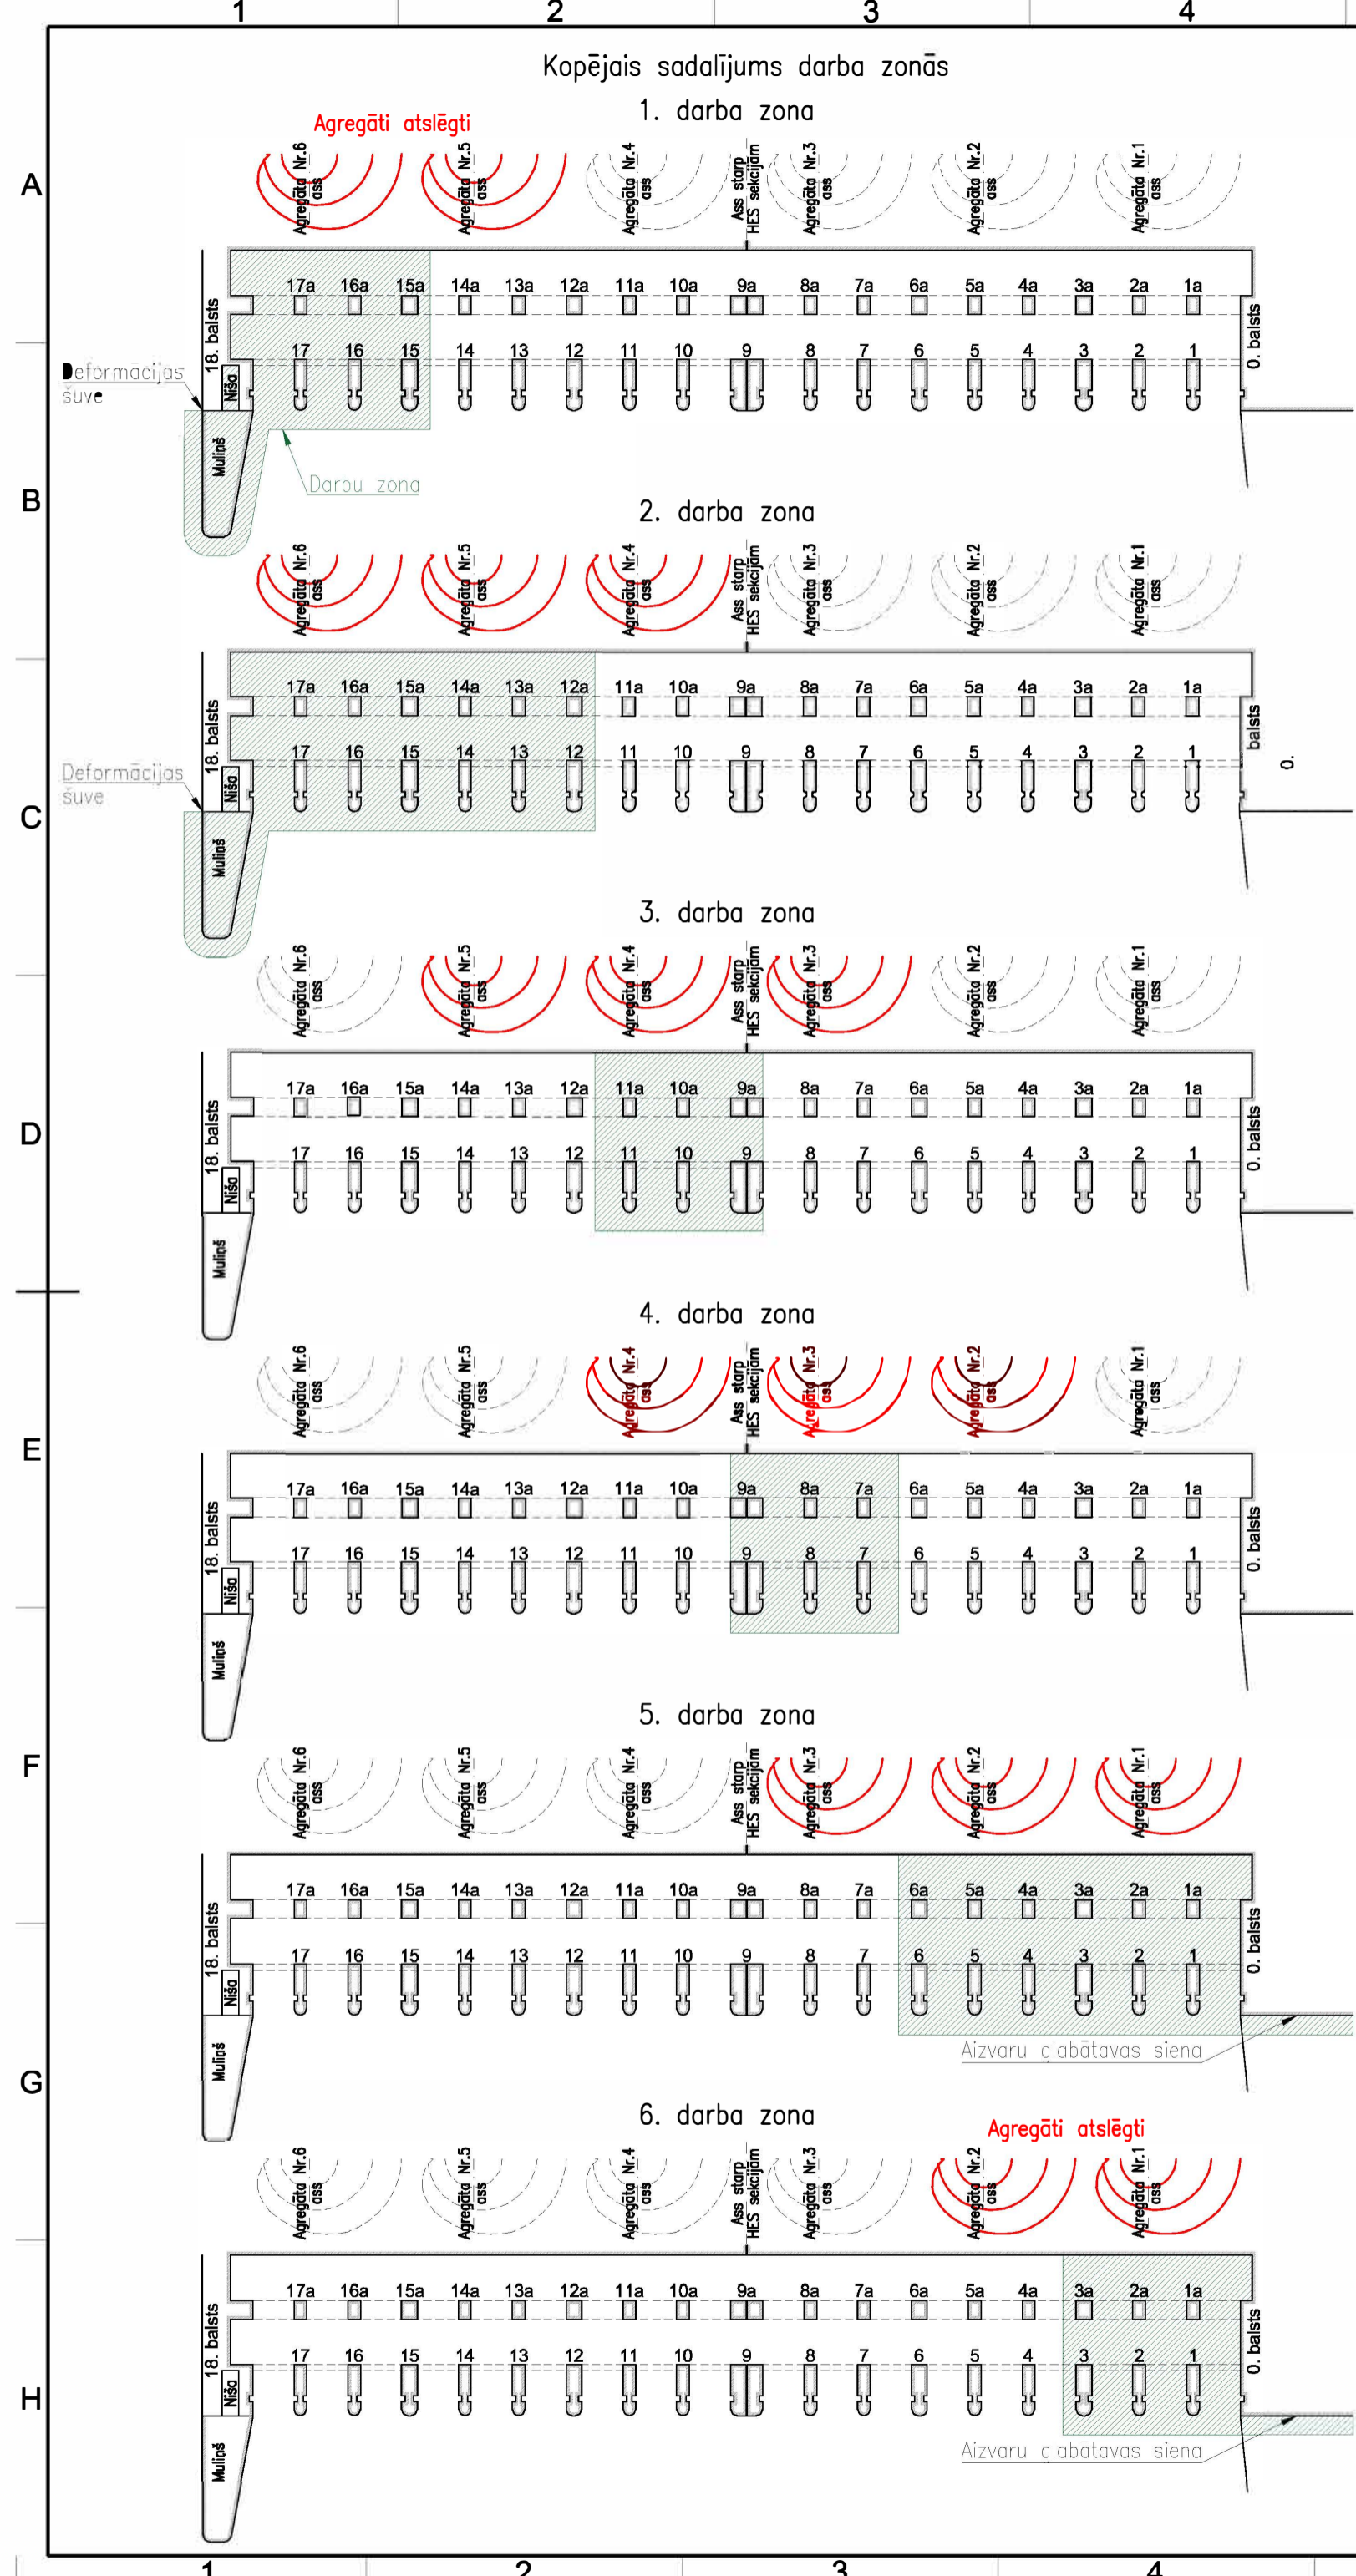 1 2 3 4
Kopējais sadalījums darba zonās
1. darba zona
Agregāti atslēgti
A
Agregāta Nr.6
ass
Agregāta Nr.5
ass
Agregāta Nr.4
ass
Ass starp
HES sekcijām
Agregāta Nr.3
ass
Agregāta Nr.2
ass
Agregāta Nr.1
ass
17a 16a 15a 14a 13a 12a 11a 10a 9a 8a 7a 6a 5a 4a 3a 2a 1a
18. balsts
0. balsts
17 16 15 14 13 12 11 10 9 8 7 6 5 4 3 2 1
Deformācijas
šuve
Niša
Muliņš
Darbu zona
B
2. darba zona
Agregāta Nr.6
ass
Agregāta Nr.5
ass
Agregāta Nr.4
ass
Ass starp
HES sekcijām
Agregāta Nr.3
ass
Agregāta Nr.2
ass
Agregāta Nr.1
ass
17a 16a 15a 14a 13a 12a 11a 10a 9a 8a 7a 6a 5a 4a 3a 2a 1a
18. balsts
balsts
0.
17 16 15 14 13 12 11 10 9 8 7 6 5 4 3 2 1
Deformācijas
šuve
Niša
C
Muliņš
3. darba zona
Agregāta Nr.6
ass
Agregāta Nr.5
ass
Agregāta Nr.4
ass
Ass starp
HES sekcijām
Agregāta Nr.3
ass
Agregāta Nr.2
ass
Agregāta Nr.1
ass
17a 16a 15a 14a 13a 12a 11a 10a 9a 8a 7a 6a 5a 4a 3a 2a 1a
D
18. balsts
0. balsts
17 16 15 14 13 12 11 10 9 8 7 6 5 4 3 2 1
Niša
Muliņš
4. darba zona
Agregāta Nr.6
ass
Agregāta Nr.5
ass
Agregāta Nr.4
ass
Ass starp
HES sekcijām
Agregāta Nr.3
ass
Agregāta Nr.2
ass
Agregāta Nr.1
ass
E
17a 16a 15a 14a 13a 12a 11a 10a 9a 8a 7a 6a 5a 4a 3a 2a 1a
18. balsts
0. balsts
17 16 15 14 13 12 11 10 9 8 7 6 5 4 3 2 1
Niša
Muliņš
5. darba zona
F
Agregāta Nr.6
ass
Agregāta Nr.5
ass
Agregāta Nr.4
ass
Ass starp
HES sekcijām
Agregāta Nr.3
ass
Agregāta Nr.2
ass
Agregāta Nr.1
ass
17a 16a 15a 14a 13a 12a 11a 10a 9a 8a 7a 6a 5a 4a 3a 2a 1a
18. balsts
0. balsts
17 16 15 14 13 12 11 10 9 8 7 6 5 4 3 2 1
Niša
Muliņš
Aizvaru glabātavas siena
G
6. darba zona
Agregāti atslēgti
Agregāta Nr.6
ass
Agregāta Nr.5
ass
Agregāta Nr.4
ass
Ass starp
HES sekcijām
Agregāta Nr.3
ass
Agregāta Nr.2
ass
Agregāta Nr.1
ass
17a 16a 15a 14a 13a 12a 11a 10a 9a 8a 7a 6a 5a 4a 3a 2a 1a
18. balsts
0. balsts
17 16 15 14 13 12 11 10 9 8 7 6 5 4 3 2 1
Niša
H
Muliņš
Aizvaru glabātavas siena
1 2 3 4